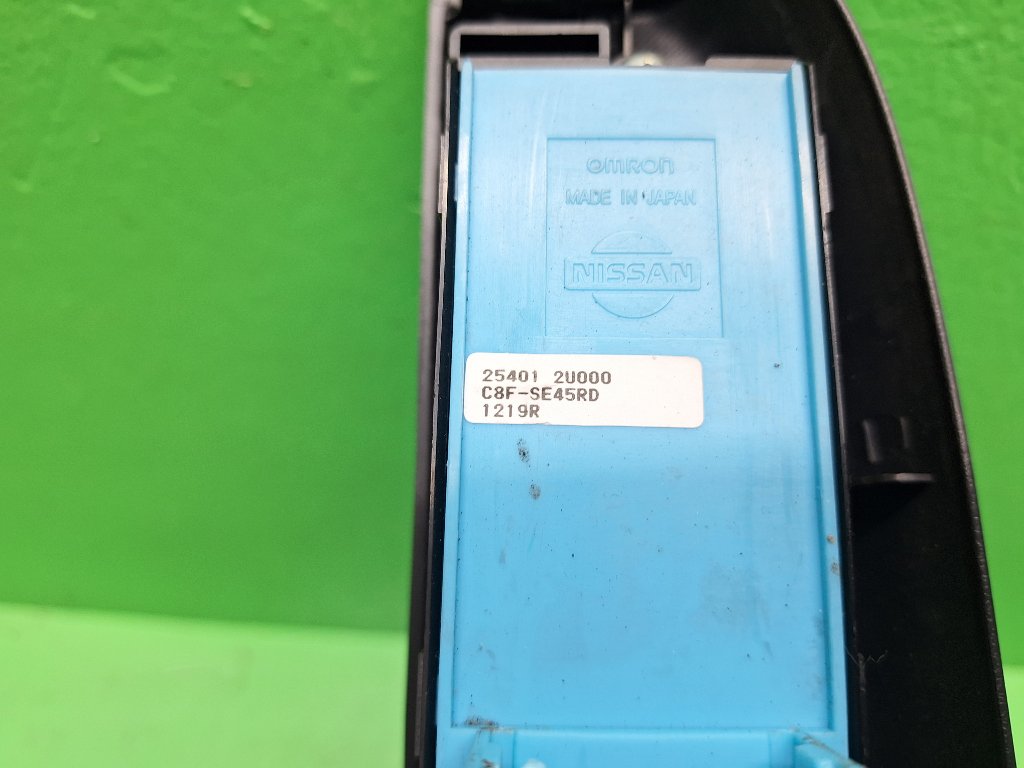 omRon
MADE IN JAPAN
NISSAN
25401 2U000
C8F-SE45RD
1219R